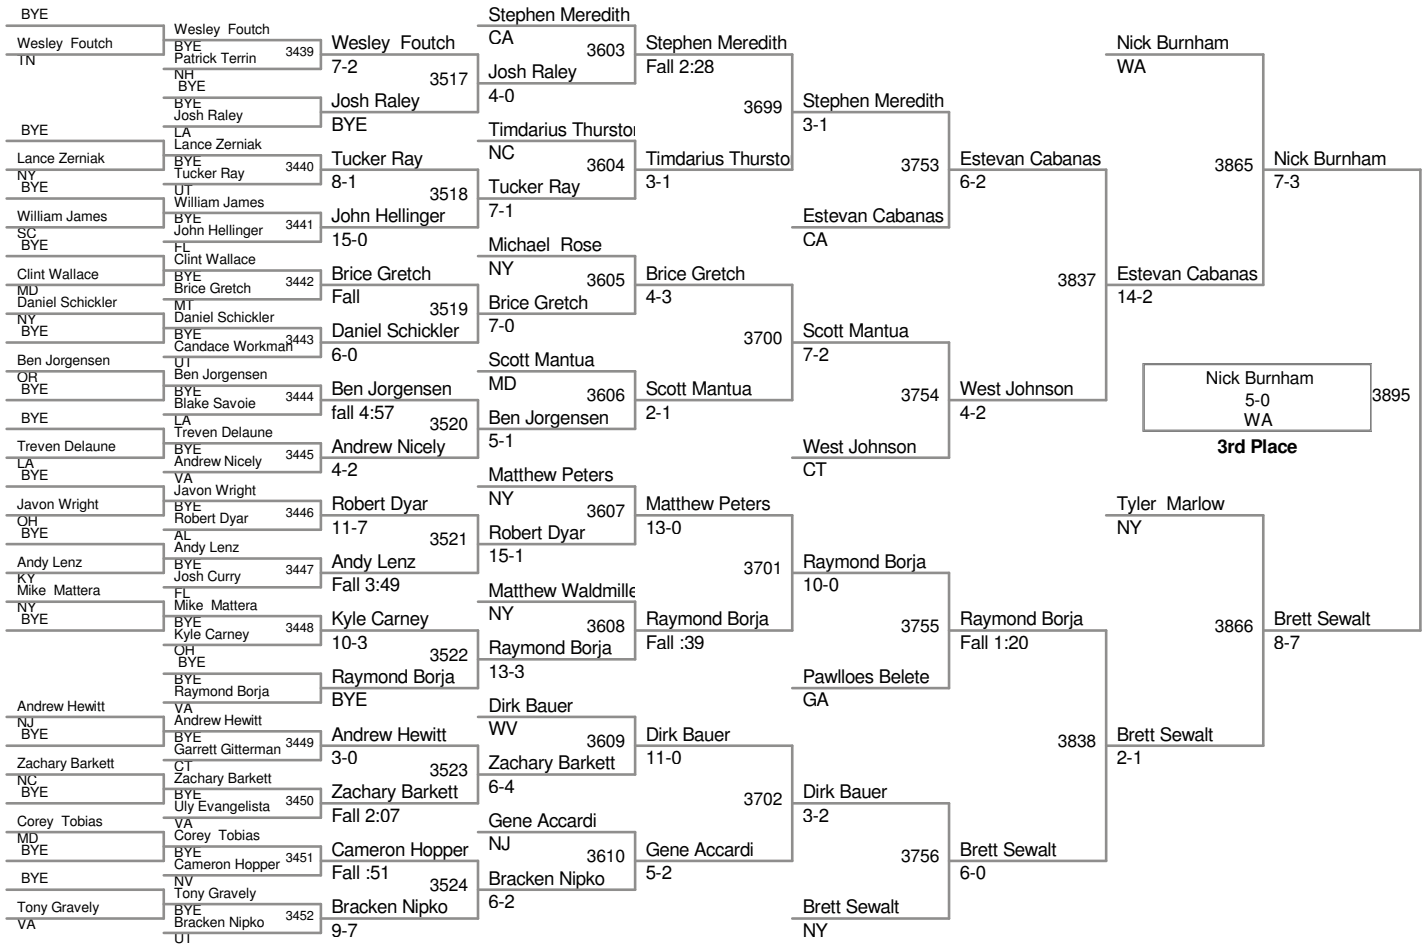 BYE
Wesley Foutch
TN
BYE
Lance Zerniak
NY
BYE
William James
SC
BYE
Clint Wallace
MD
Daniel Schickler
NY
BYE
Ben Jorgensen
OR
BYE
BYE
Treven Delaune
LA
BYE
Javon Wright
OH
BYE
Andy Lenz
KY
Mike Mattera
NY
BYE
Andrew Hewitt
NJ
BYE
Zachary Barkett
NC
BYE
Corey Tobias
MD
BYE
BYE
Tony Gravely
VA
Wesley Foutch
BYE
Patrick Terrin
3439
NH
BYE
BYE
Josh Raley
LA
Lance Zerniak
BYE
Tucker Ray
3440
UT
William James
BYE
John Hellinger
3441
FL
Clint Wallace
BYE
Brice Gretch
3442
MT
Daniel Schickler
BYE
Candace Workman
3443
UT
Ben Jorgensen
BYE
Blake Savoie
3444
LA
Treven Delaune
BYE
Andrew Nicely
3445
VA
Javon Wright
BYE
Robert Dyar
3446
AL
Andy Lenz
BYE
Josh Curry
3447
FL
Mike Mattera
BYE
Kyle Carney
3448
OH
BYE
BYE
Raymond Borja
VA
Andrew Hewitt
BYE
Garrett Gitterman
3449
CT
Zachary Barkett
BYE
Uly Evangelista
3450
VA
Corey Tobias
BYE
Cameron Hopper
3451
NV
Tony Gravely
BYE
Bracken Nipko
3452
UT
Wesley Foutch
7-2
3517
Josh Raley
BYE
Tucker Ray
8-1
3518
John Hellinger
15-0
Brice Gretch
Fall
3519
Daniel Schickler
6-0
Ben Jorgensen
fall 4:57
3520
Andrew Nicely
4-2
Robert Dyar
11-7
3521
Andy Lenz
Fall 3:49
Kyle Carney
10-3
3522
Raymond Borja
BYE
Andrew Hewitt
3-0
3523
Zachary Barkett
Fall 2:07
Cameron Hopper
Fall :51
3524
Bracken Nipko
9-7
Stephen Meredith
CA
3603
Josh Raley
4-0
Timdarius Thurston
NC
3604
Tucker Ray
7-1
Michael Rose
NY
3605
Brice Gretch
7-0
Scott Mantua
MD
3606
Ben Jorgensen
5-1
Matthew Peters
NY
3607
Robert Dyar
15-1
Matthew Waldmille
NY
3608
Raymond Borja
13-3
Dirk Bauer
WV
3609
Zachary Barkett
6-4
Gene Accardi
NJ
3610
Bracken Nipko
6-2
Stephen Meredith
Fall 2:28
3699
Timdarius Thursto
3-1
Brice Gretch
4-3
3700
Scott Mantua
2-1
Matthew Peters
13-0
3701
Raymond Borja
Fall :39
Dirk Bauer
11-0
3702
Gene Accardi
5-2
Stephen Meredith
3-1
3753
Estevan Cabanas
CA
Scott Mantua
7-2
3754
West Johnson
CT
Raymond Borja
10-0
3755
Pawlloes Belete
GA
Dirk Bauer
3-2
3756
Brett Sewalt
NY
Estevan Cabanas
6-2
3837
West Johnson
4-2
Raymond Borja
Fall 1:20
3838
Brett Sewalt
6-0
Nick Burnham
WA
3865
Estevan Cabanas
14-2
Tyler Marlow
NY
3866
Brett Sewalt
2-1
Nick Burnham
7-3
Nick Burnham
5-0
WA
3895
3rd Place
Brett Sewalt
8-7